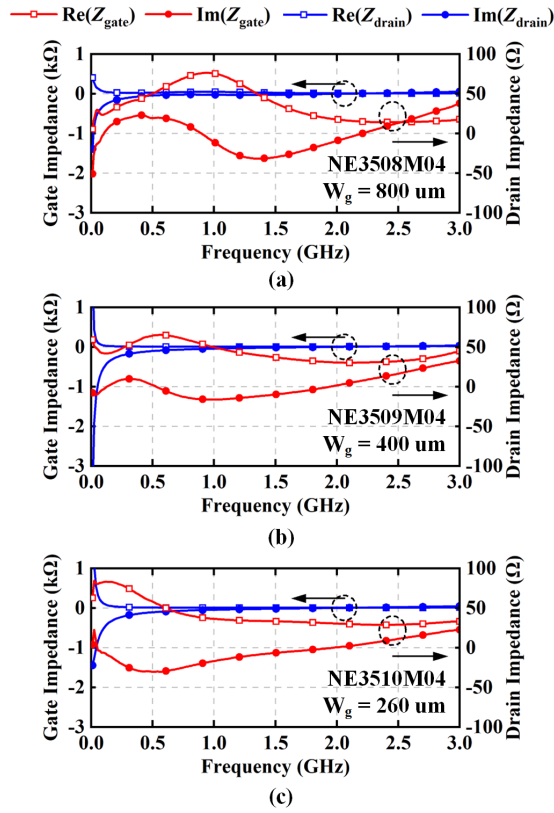 Re(Zgate) Im(Zgate) Re(Zdrain) Im(Zdrain)
1 100
0 50
-1 0
-2 -50
-3 -100
Gate Impedance (kΩ)
Drain Impedance (Ω)
NE3508M04
Wg = 800 um
0.0 0.5 1.0 1.5 2.0 2.5 3.0
Frequency (GHz)
(a)
1 100
0 50
-1 0
-2 -50
-3 -100
Gate Impedance (kΩ)
Drain Impedance (Ω)
NE3509M04
Wg = 400 um
0.0 0.5 1.0 1.5 2.0 2.5 3.0
Frequency (GHz)
(b)
1 100
0 50
-1 0
-2 -50
-3 -100
Gate Impedance (kΩ)
Drain Impedance (Ω)
NE3510M04
Wg = 260 um
0.0 0.5 1.0 1.5 2.0 2.5 3.0
Frequency (GHz)
(c)